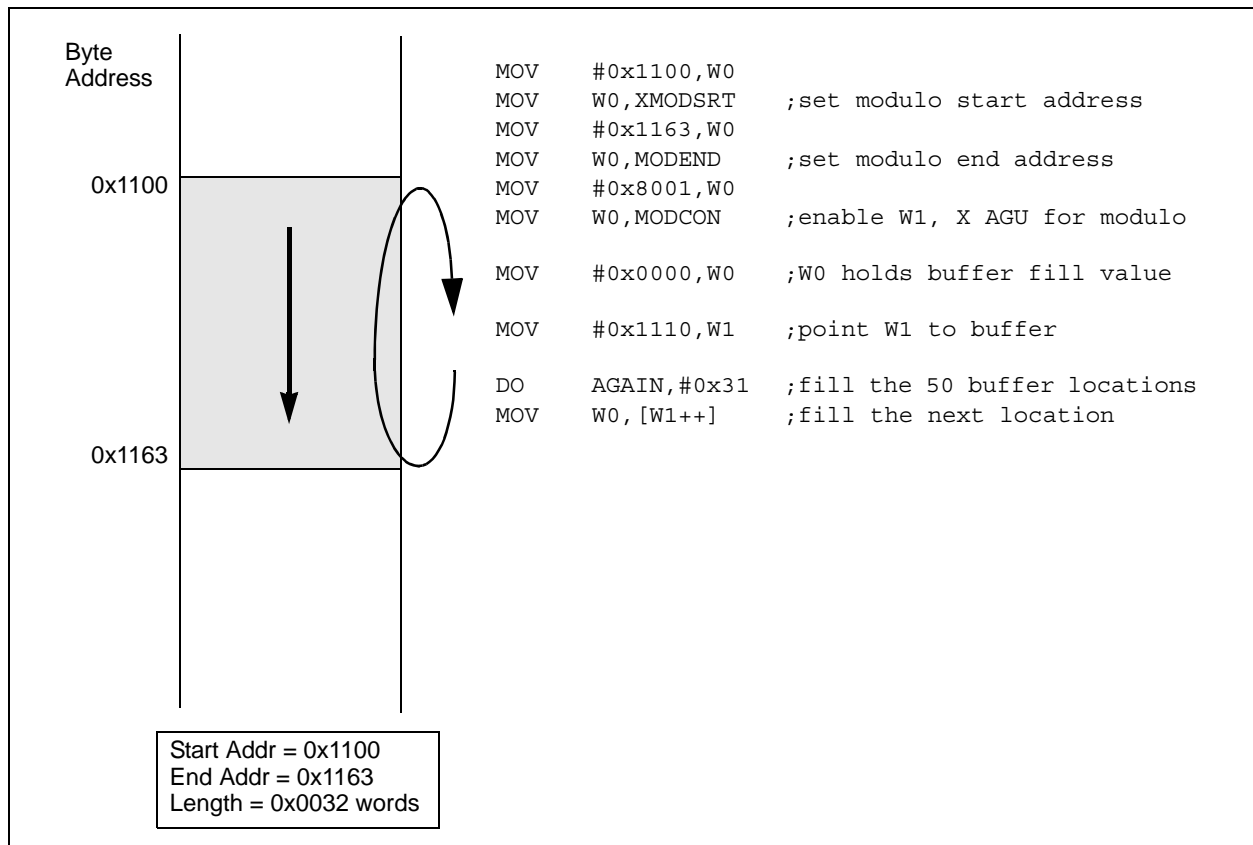 Byte
Address
0x1100
0x1163
MOV #0x1100,W0
MOV W0,XMODSRT ;set modulo start address
MOV #0x1163,W0
MOV W0,MODEND ;set modulo end address
MOV #0x8001,W0
MOV W0,MODCON ;enable W1, X AGU for modulo
MOV #0x0000,W0 ;W0 holds buffer fill value
MOV #0x1110,W1 ;point W1 to buffer
DO AGAIN,#0x31 ;fill the 50 buffer locations
MOV W0,[W1++] ;fill the next location
Start Addr = 0x1100
End Addr = 0x1163
Length = 0x0032 words